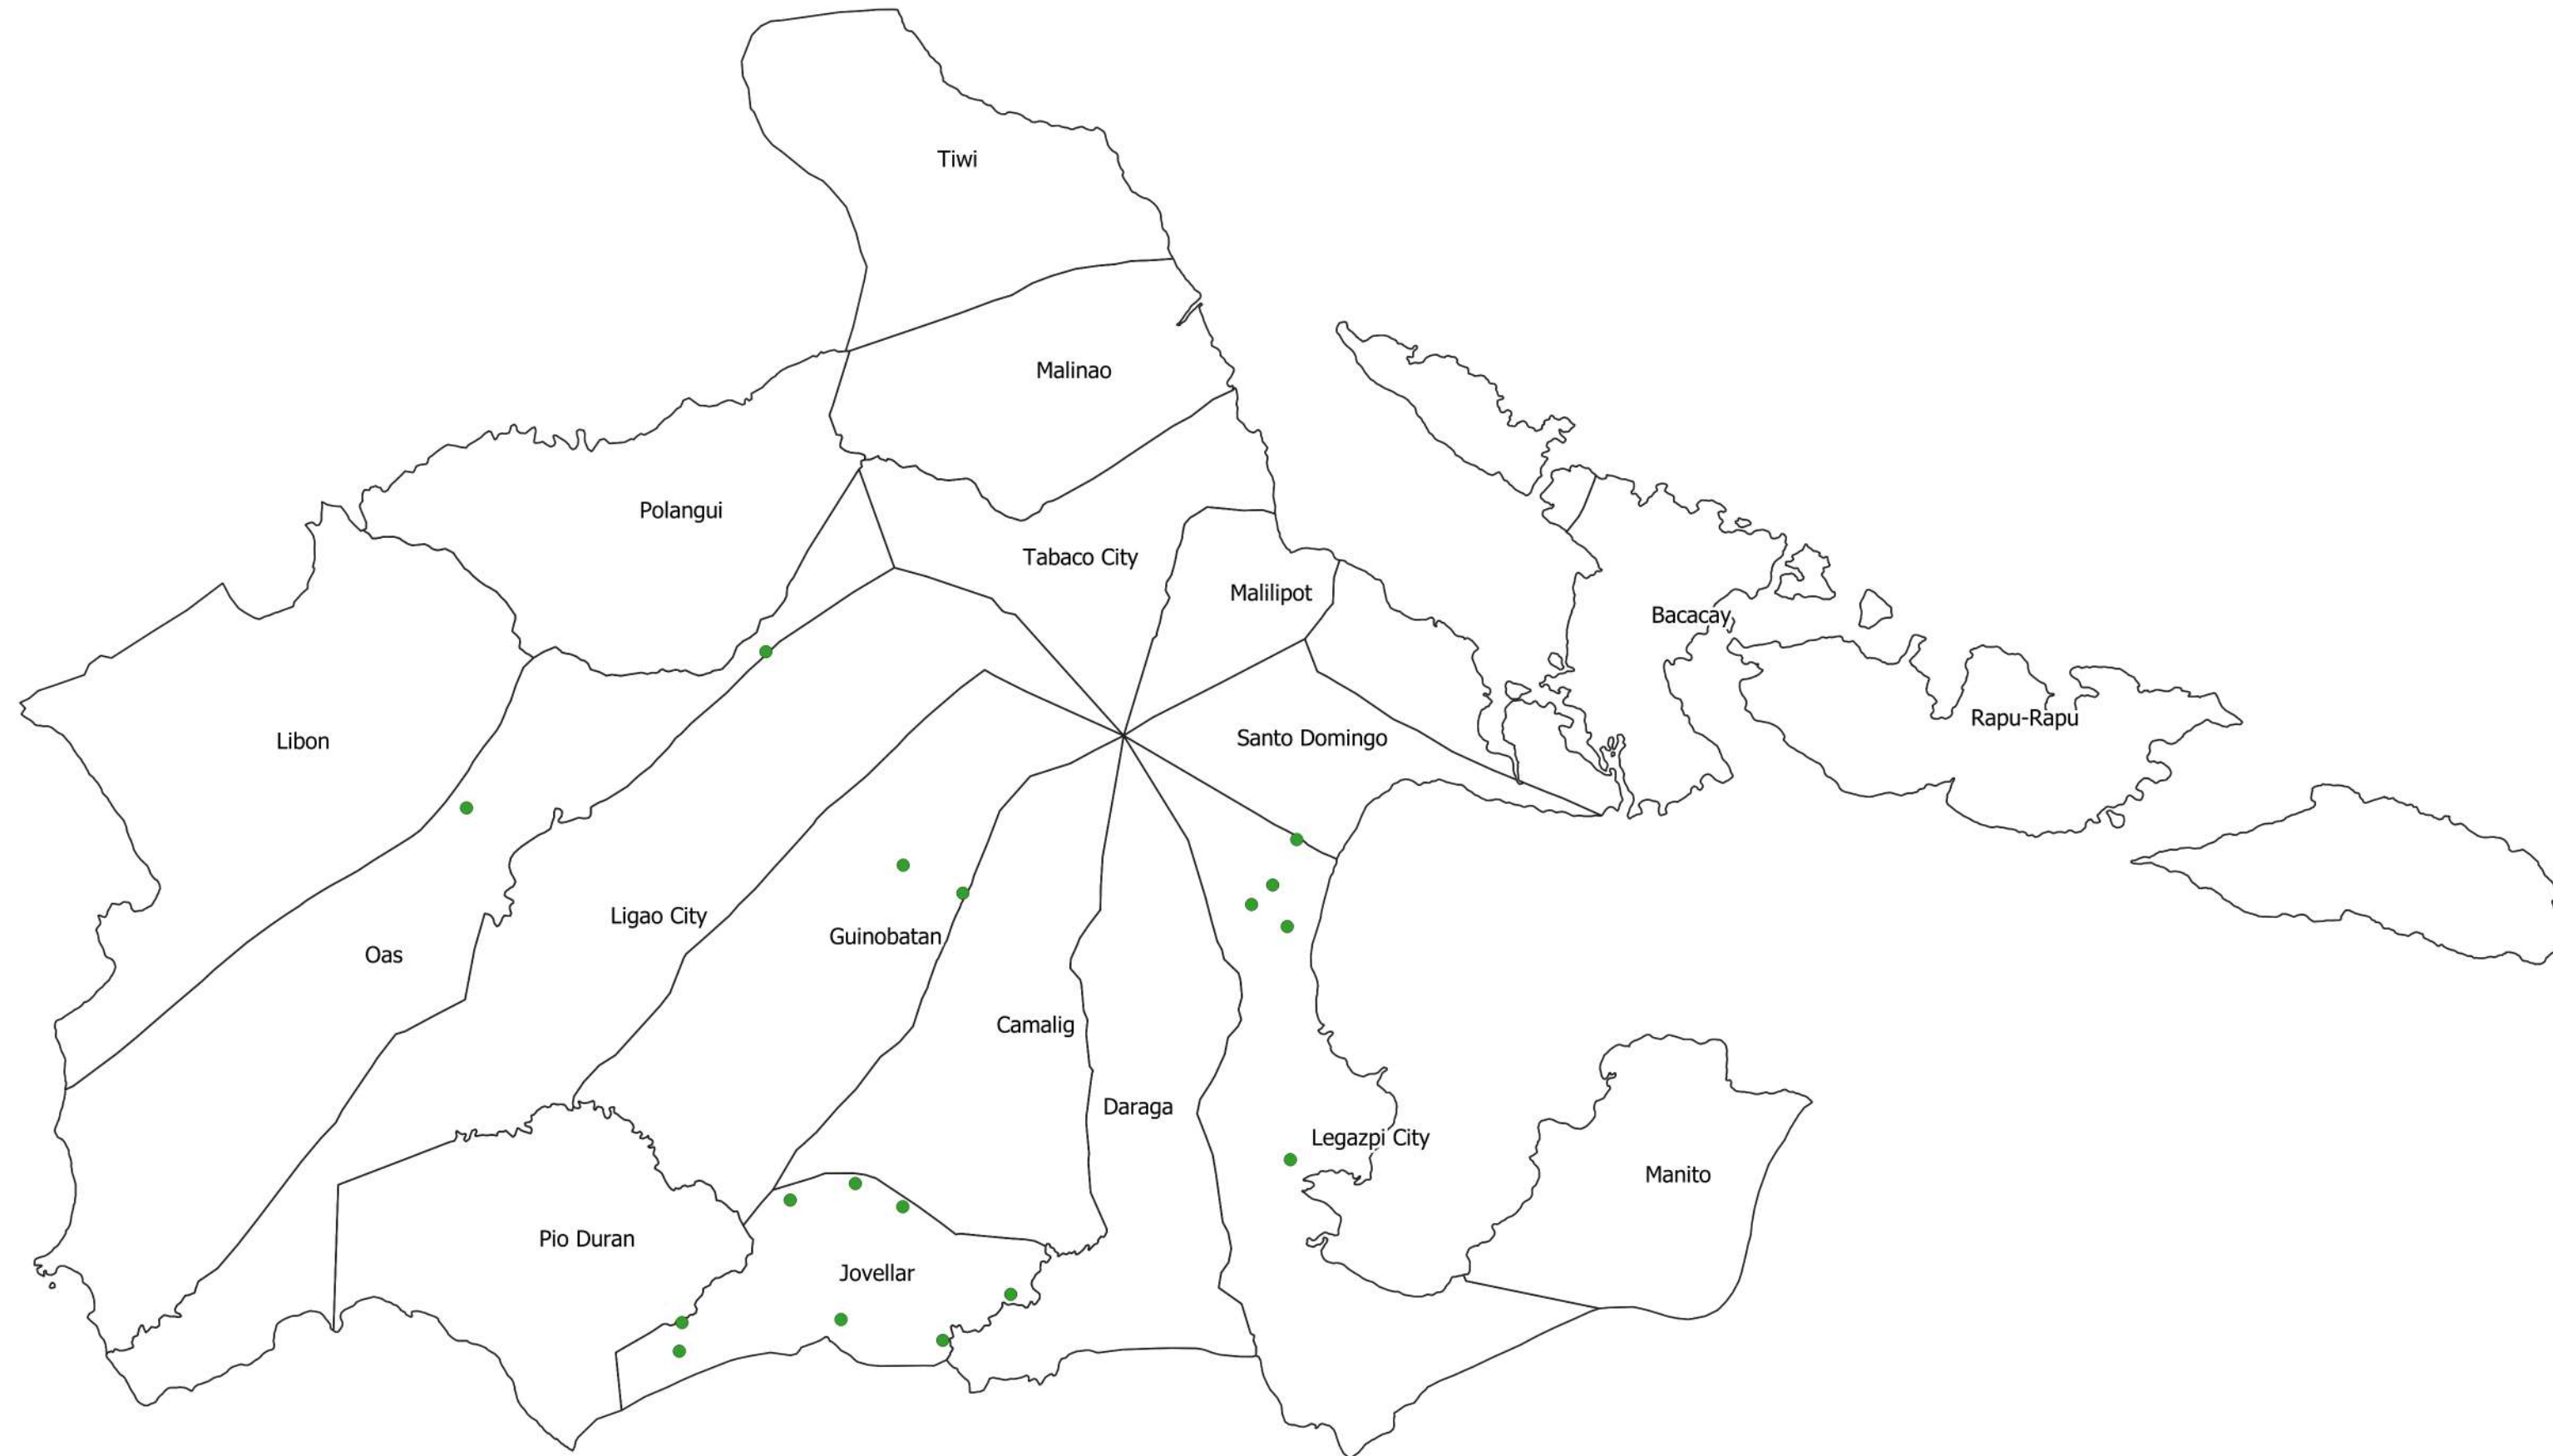 Tiwi
Malinao
Polangui
Tabaco City
Malilipot
Bacacay
Rapu-Rapu
Libon
Santo Domingo
Ligao City
Guinobatan
Oas
Camalig
Daraga
Legazpi City
Manito
Pio Duran
Jovellar